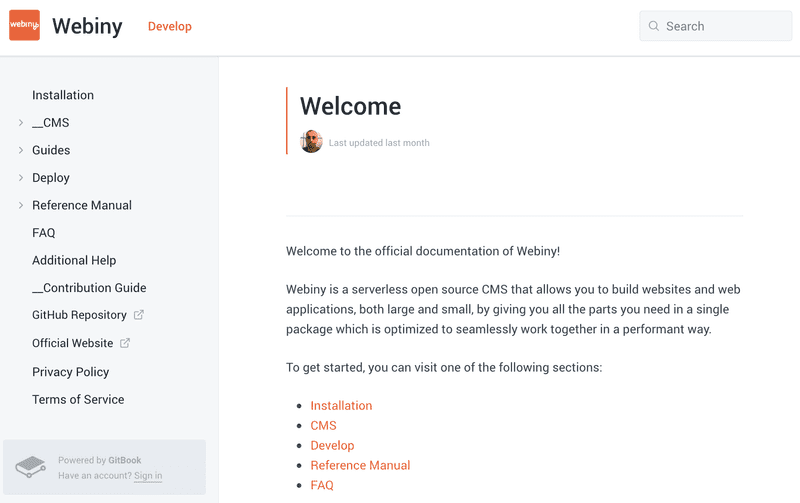 webiny
Webiny
Develop
Search
Installation
__CMS
Guides
Deploy
Reference Manual
FAQ
Additional Help
__Contribution Guide
GitHub Repository
Official Website
Privacy Policy
Terms of Service
Powered by GitBook
Have an account? Sign in
Welcome
Last updated last month
Welcome to the official documentation of Webiny!
Webiny is a serverless open source CMS that allows you to build websites and web
applications, both large and small, by giving you all the parts you need in a single
package which is optimized to seamlessly work together in a performant way.
To get started, you can visit one of the following sections:
Installation
CMS
Develop
Reference Manual
FAQ